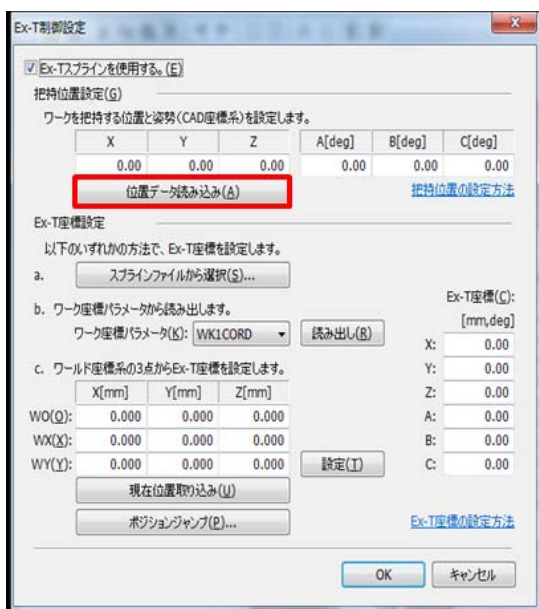 Ex-T制御設定
Ex-Tスプラインを使用する。(E)
把持位置設定(G)
ワークを把持する位置と姿勢(CAD座標系)を設定します。
X Y Z A[deg] B[deg] C[deg]
0.00 0.00 0.00 0.00 0.00 0.00
位置データ読み込み(A) 把持位置の設定方法
Ex-T座標設定
以下のいずれかの方法で、Ex-T座標を設定します。
a. スプラインファイルから選択(S)...
b. ワーク座標パラメータから読み出します。
ワーク座標パラメータ(K): WK1CORD 読み出し(R)
c. ワールド座標系の3点からEx-T座標を設定します。
X[mm] Y[mm] Z[mm]
WO(O): 0.000 0.000 0.000
WX(X): 0.000 0.000 0.000
WY(Y): 0.000 0.000 0.000 設定(T)
現在位置取り込み(U)
ポジションジャンプ(P)...
Ex-T座標(C):
[mm,deg]
X: 0.00
Y: 0.00
Z: 0.00
A: 0.00
B: 0.00
C: 0.00
Ex-T座標の設定方法
OK キャンセル